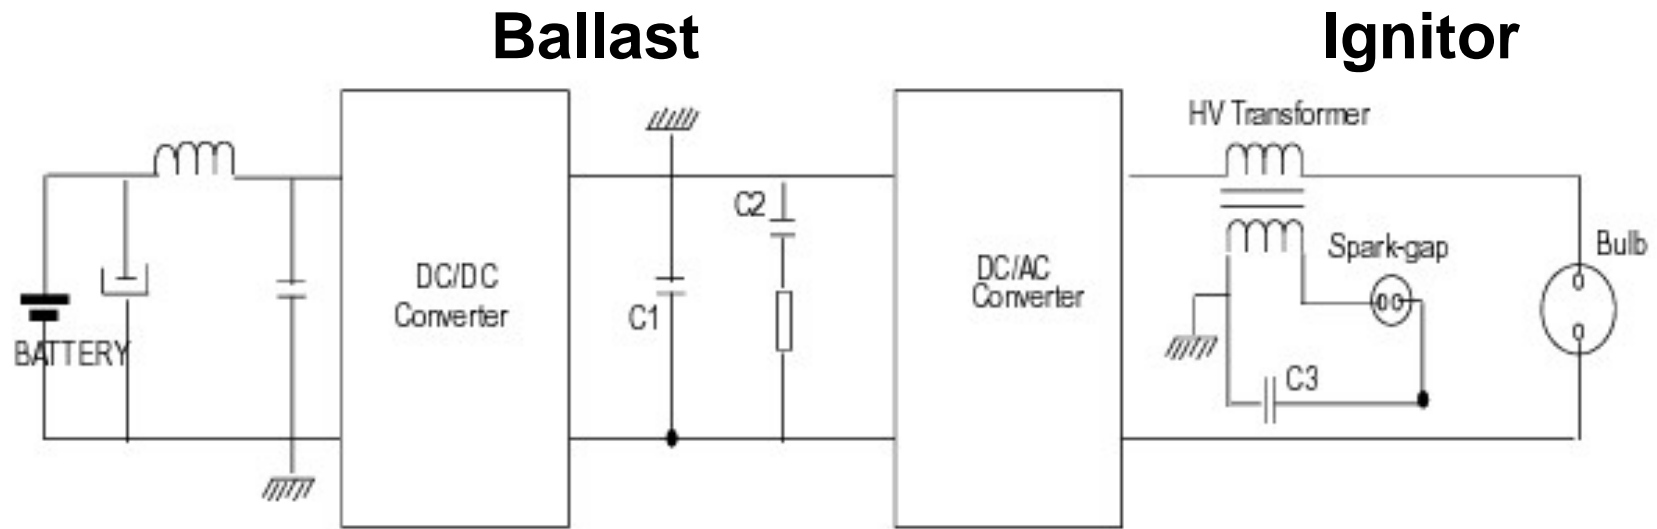 Ballast
Ignitor
HV Transformer
C2
Spark-gap
Bulb
DC/DC
Converter
DC/AC
Converter
C1
BATTERY
C3